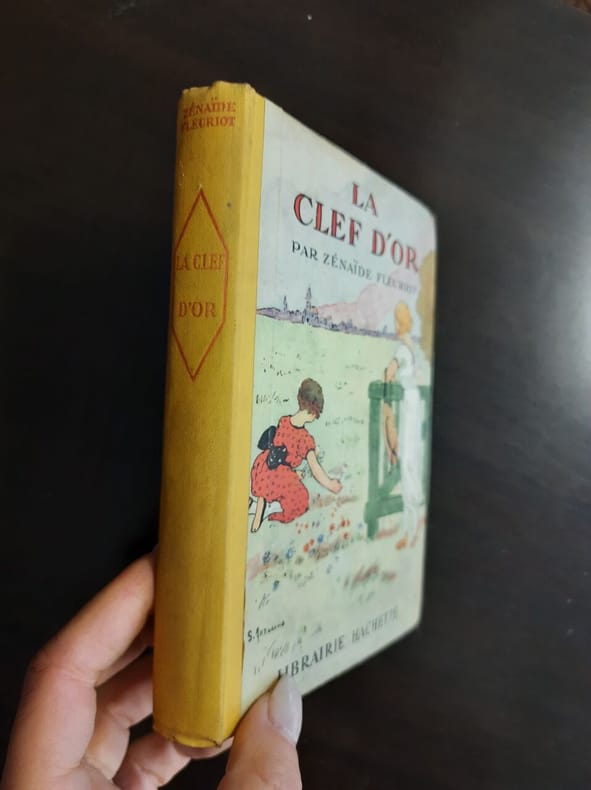 ZÉNAÏDE
FLEURIOT
LA CLEF
D'OR
LA
CLEF D'OR
PAR ZÉNAÏDE FLEURIOT
LIBRAIRIE HACHETTE